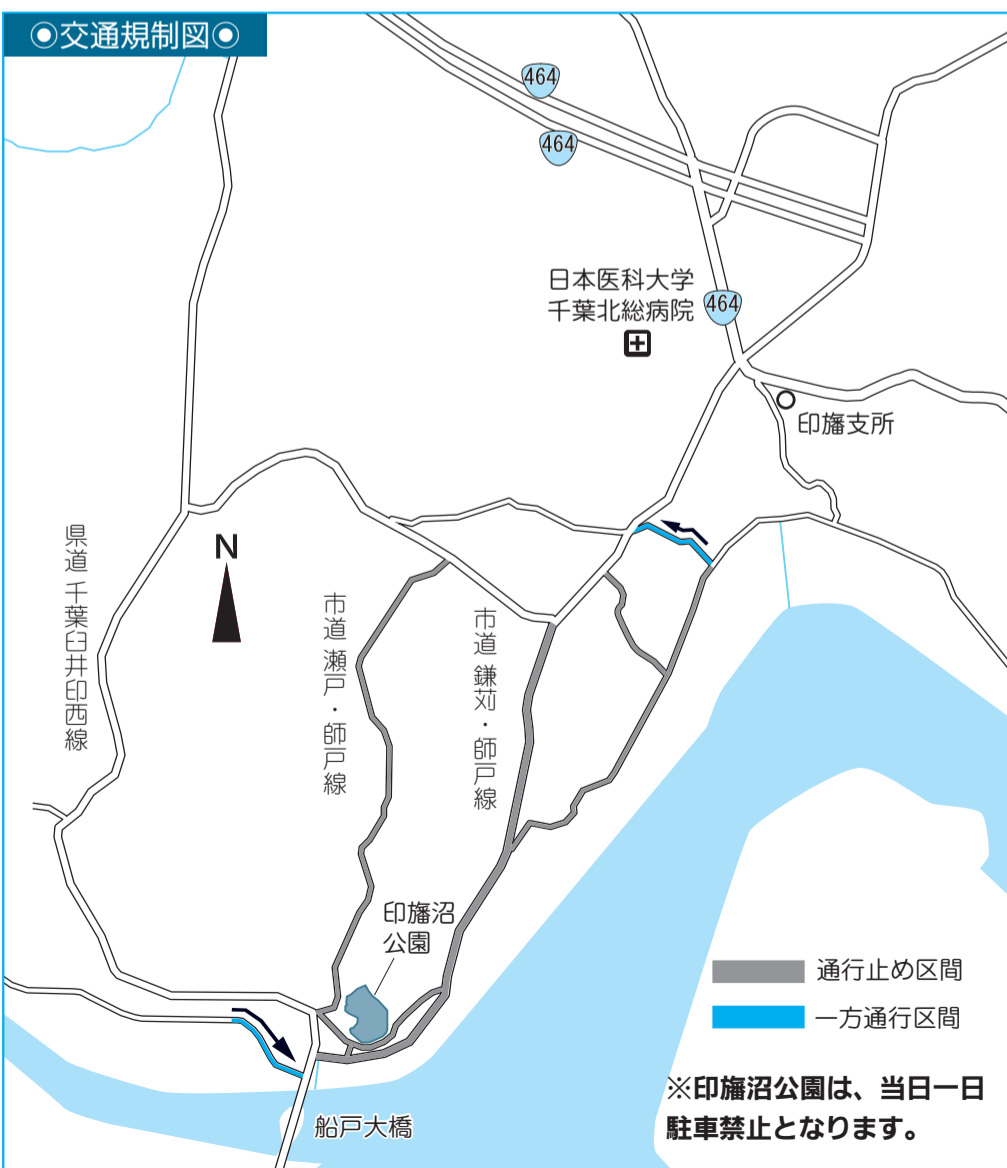 ◉交通規制図◉
464
464
日本医科大学
千葉北総病院
464
印旛支所
N
県道 千葉臼井印西線
市道 瀬戸・師戸線
市道 鎌苅・師戸線
印旛沼
公園
通行止め区間
一方通行区間
※印旛沼公園は、当日一日
駐車禁止となります。
船戸大橋